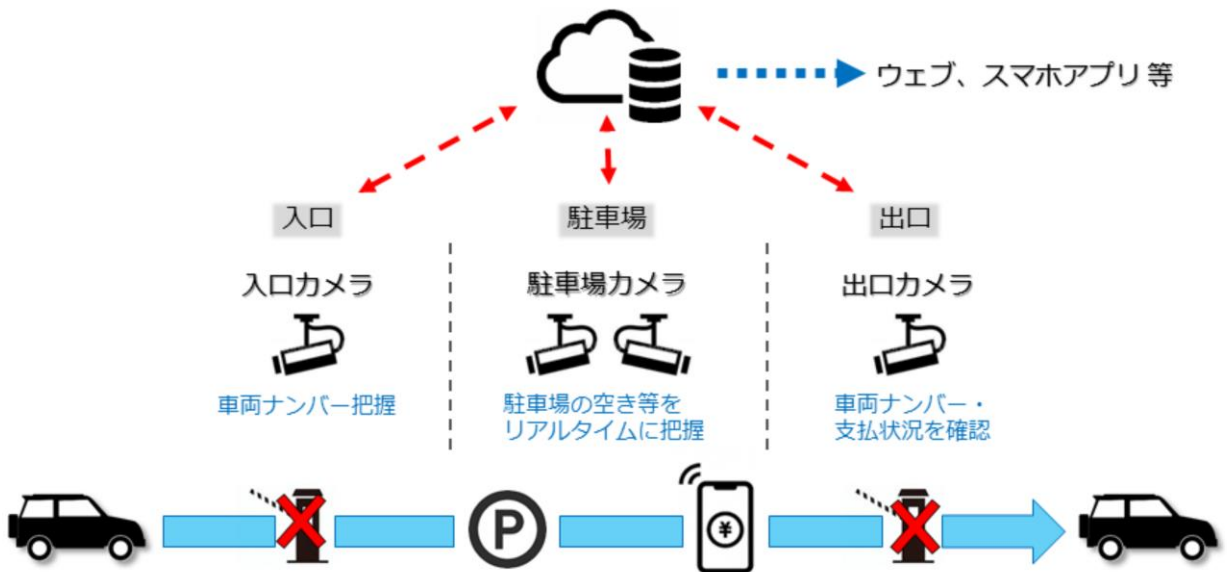 ウェブ、スマホアプリ 等
入口
駐車場
出口
入口カメラ
駐車場カメラ
出口カメラ
車両ナンバー把握
駐車場の空き等を
リアルタイムに把握
車両ナンバー・
支払状況を確認
P
¥